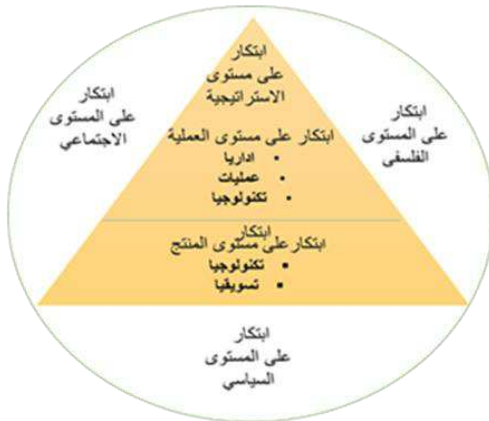 ابتكار
على مستوى
الاستراتيجية
ابتكار على مستوى العملية
▪ اداريا
▪ عمليات
▪ تكنولوجيا
ابتكار
ابتكار على مستوى المنتج
▪ تكنولوجيا
▪ تسويقيا
ابتكار
على المستوى
الفلسفى
ابتكار
على المستوى
الاجتماعي
ابتكار
على المستوى
السياسي